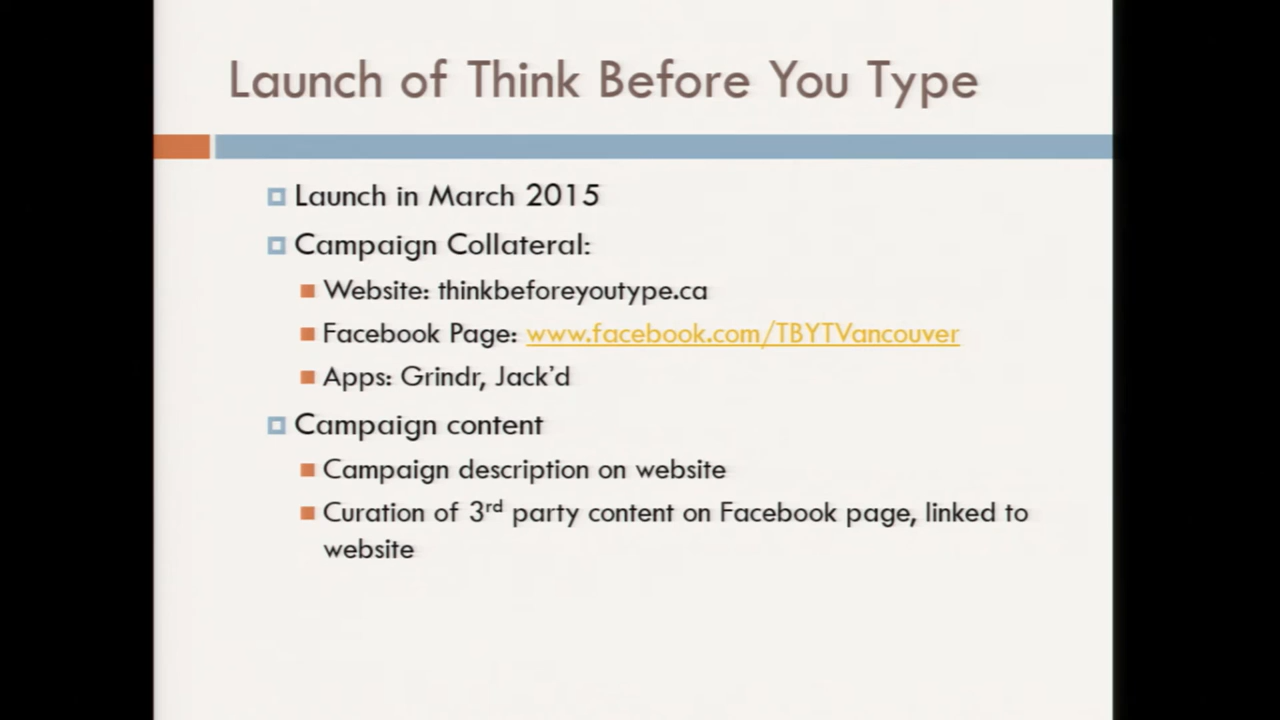 Launch of Think Before You Type
Launch in March 2015
Campaign Collateral:
Website: thinkbeforeyoutype.ca
Facebook Page: www.facebook.com/TBYTVancouver
Apps: Grindr, Jack’d
Campaign content
Campaign description on website
Curation of 3rd party content on Facebook page, linked to
website